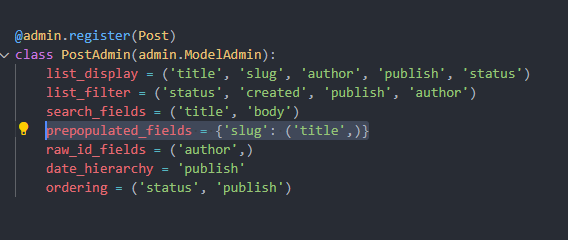 @admin.register(Post)
class PostAdmin(admin.ModelAdmin):
    list_display = ('title', 'slug', 'author', 'publish', 'status')
    list_filter = ('status', 'created', 'publish', 'author')
    search_fields = ('title', 'body')
    prepopulated_fields = {'slug': ('title',)}
    raw_id_fields = ('author',)
    date_hierarchy = 'publish'
    ordering = ('status', 'publish')